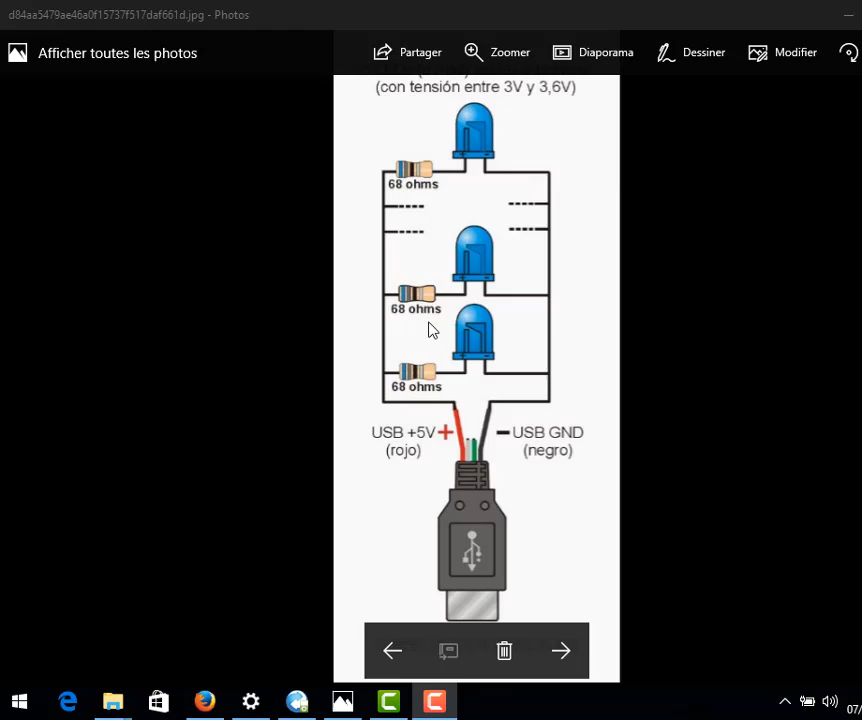 d84aa5479ae46a0f15737f517daf661d.jpg - Photos
Afficher toutes les photos
Partager
Zoomer
Diaporama
Dessiner
Modifier
(con tensión entre 3V y 3,6V)
68 ohms
68 ohms
68 ohms
USB +5V + − USB GND
(rojo) (negro)
07/